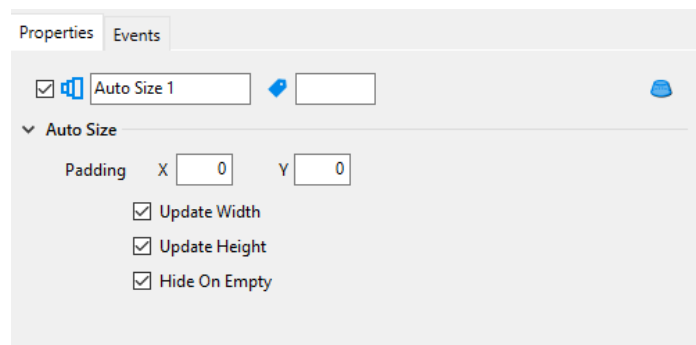 Properties Events
Auto Size 1
Auto Size
Padding X 0 Y 0
Update Width
Update Height
Hide On Empty